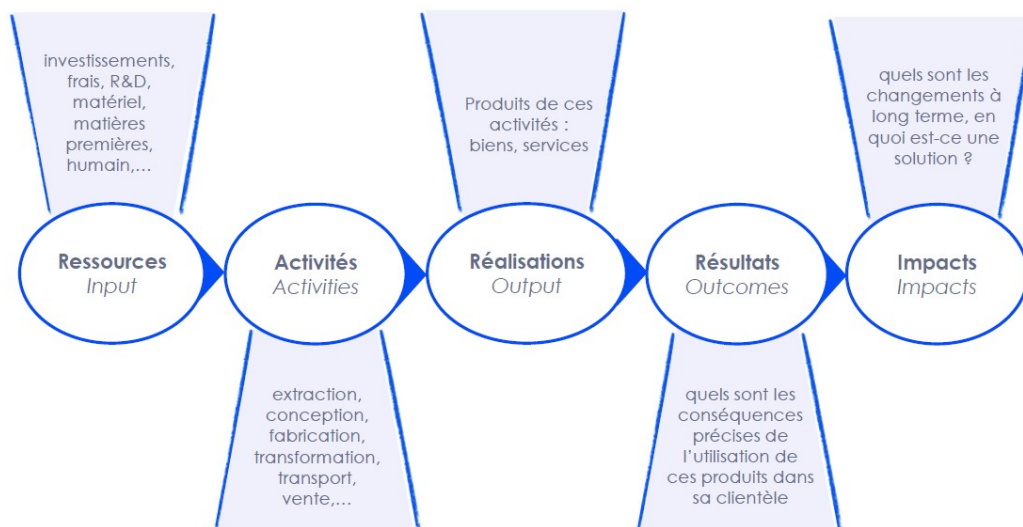 investissements,
frais, R&D,
matériel,
matières
premières,
humain,...
Produits de ces
activités :
biens, services
quels sont les
changements à
long terme, en
quoi est-ce une
solution ?
Ressources
Input
Activités
Activities
Réalisations
Output
Résultats
Outcomes
Impacts
Impacts
extraction,
conception,
fabrication,
transformation,
transport,
vente,...
quels sont les
conséquences
précises de
l'utilisation de
ces produits dans
sa clientèle